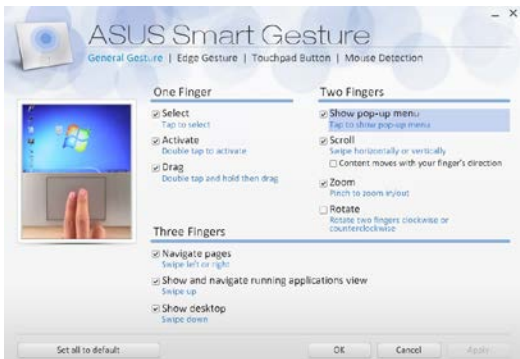 ASUS Smart Gesture
General Gesture | Edge Gesture | Touchpad Button | Mouse Detection
One Finger
Select
Tap to select
Activate
Double tap to activate
Drag
Double tap and hold then drag
Two Fingers
Show pop-up menu
Tap to show pop-up menu
Scroll
Swipe horizontally or vertically
Content moves with your finger's direction
Zoom
Pinch to zoom in/out
Rotate
Rotate two fingers clockwise or
counterclockwise
Three Fingers
Navigate pages
Swipe left or right
Show and navigate running applications view
Swipe up
Show desktop
Swipe down
Set all to default
OK
Cancel
Apply